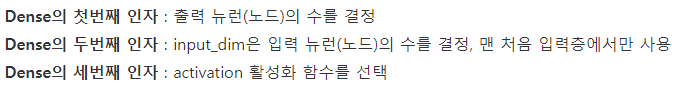 Dense의 첫번째 인자 : 출력 뉴런(노드)의 수를 결정
Dense의 두번째 인자 : input_dim은 입력 뉴런(노드)의 수를 결정, 맨 처음 입력층에서만 사용
Dense의 세번째 인자 : activation 활성화 함수를 선택